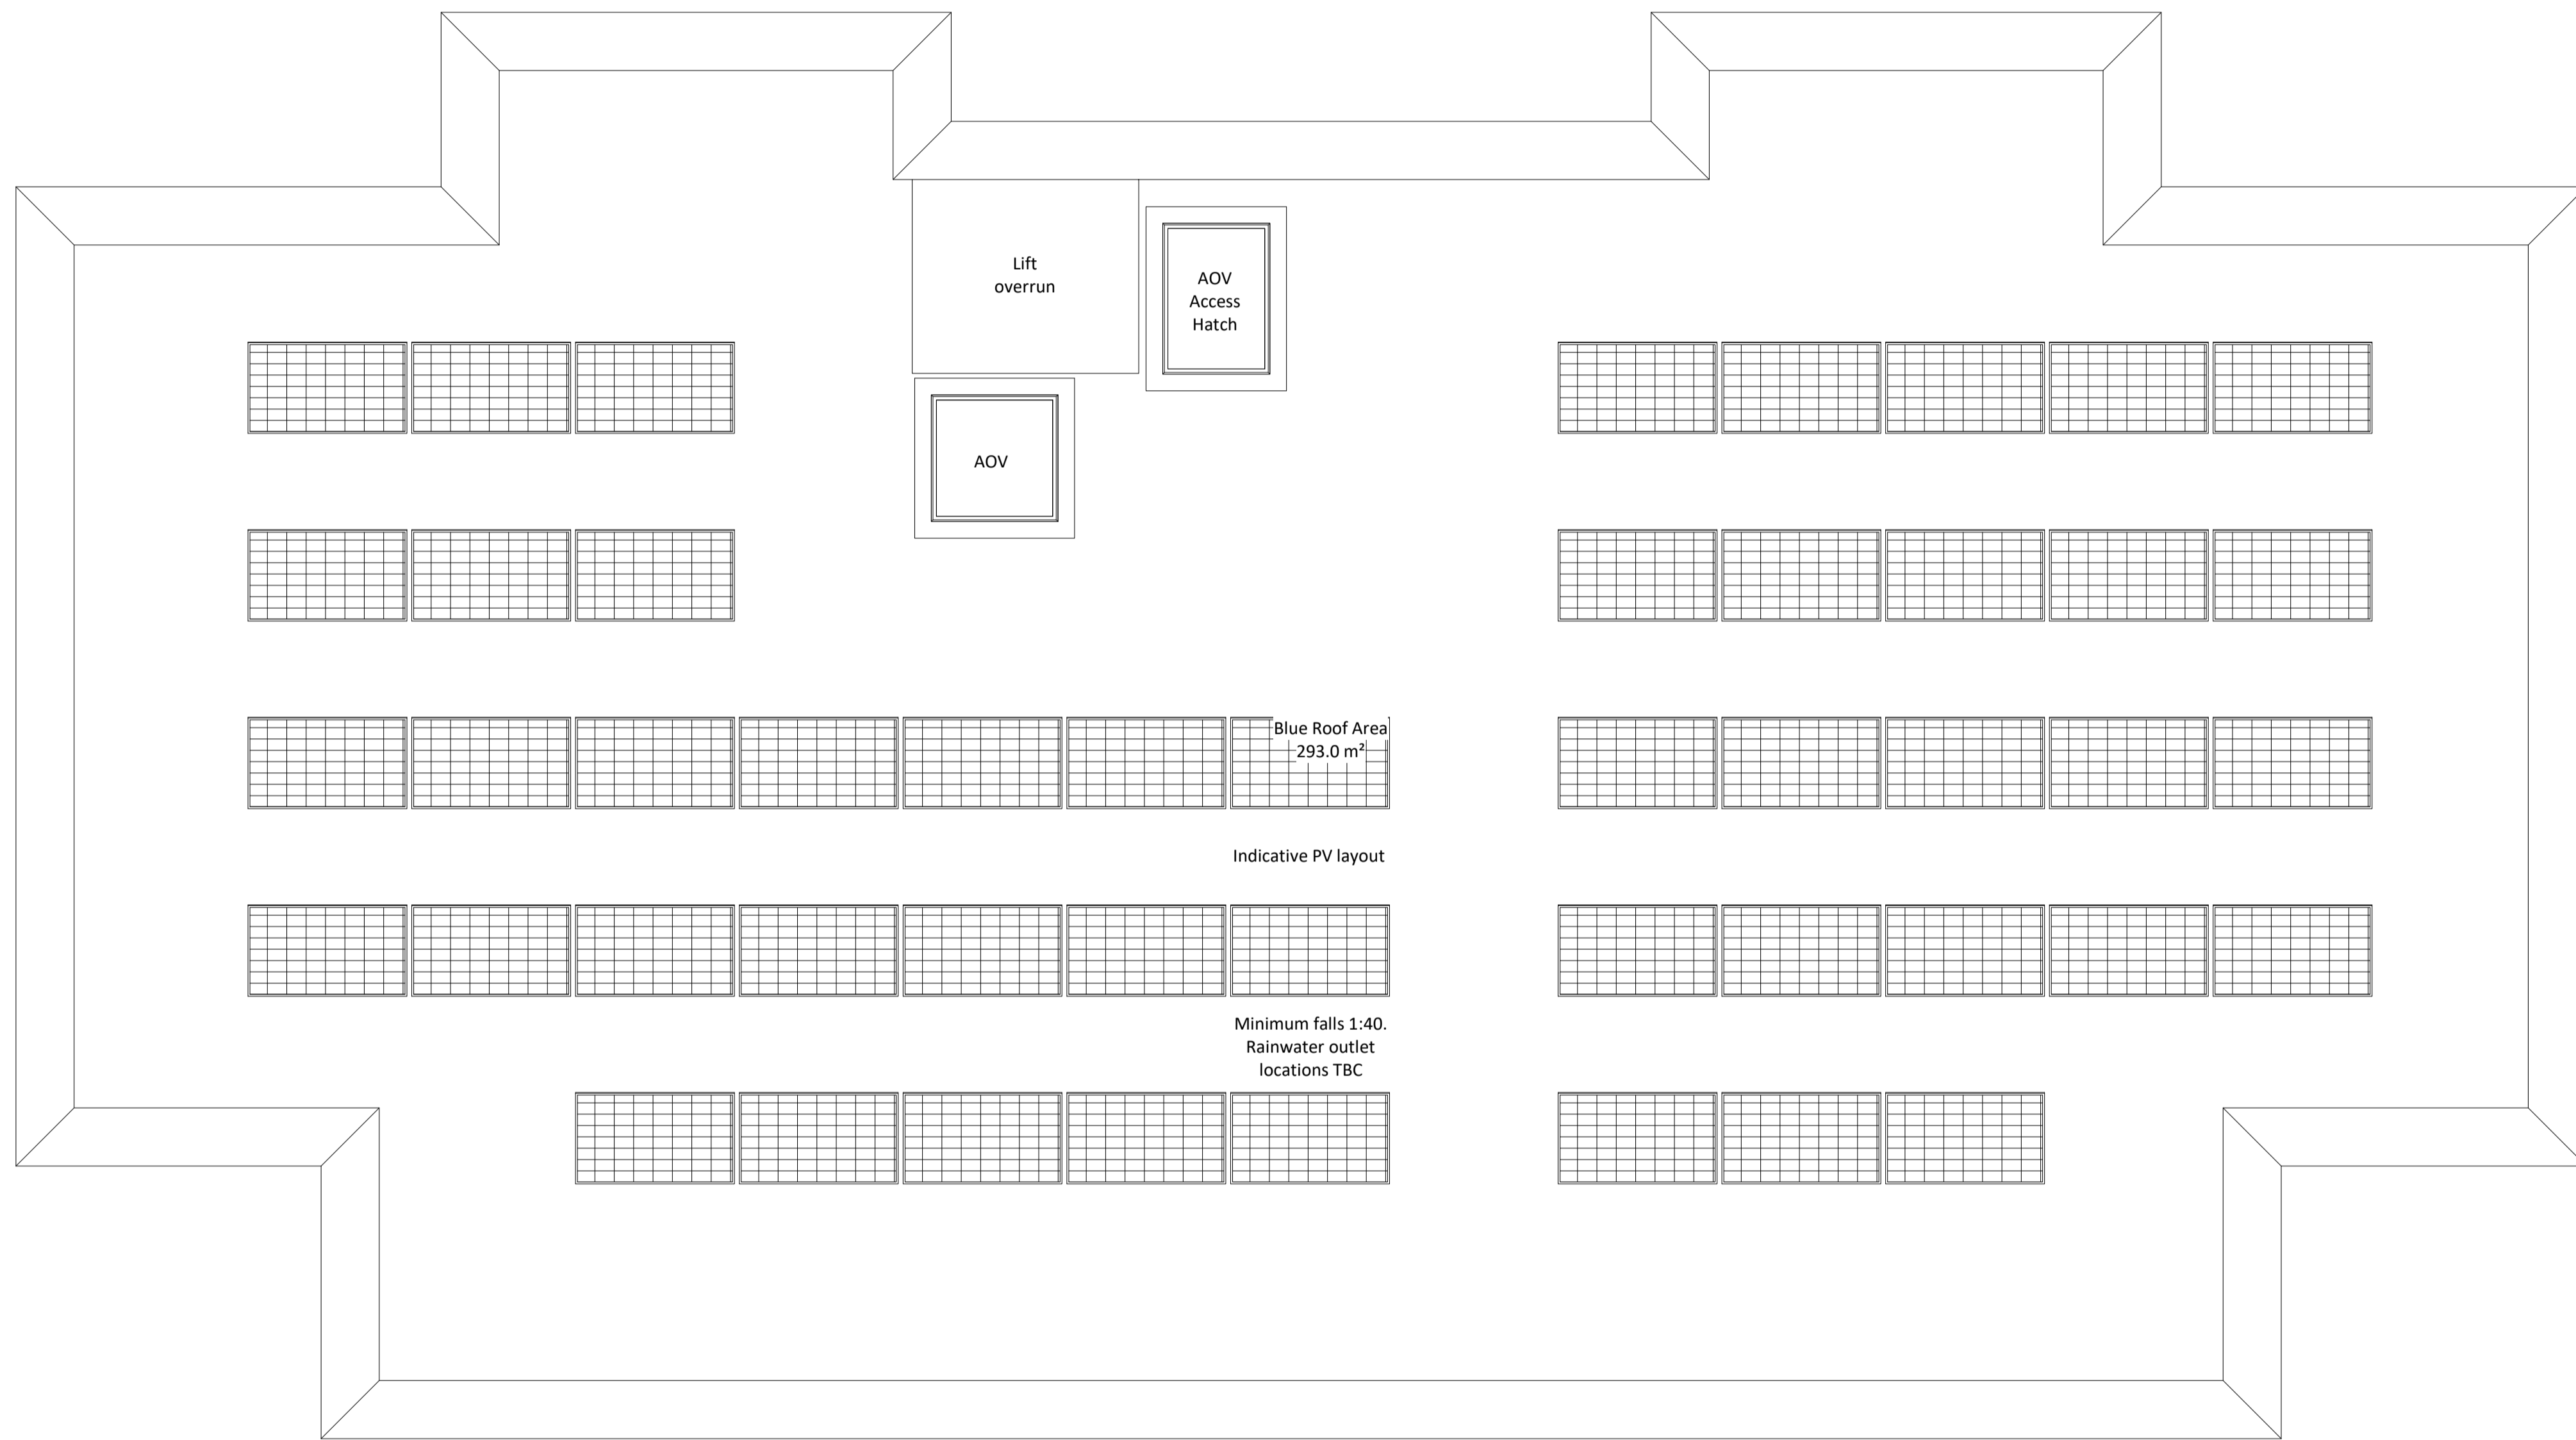 Lift
overrun
AOV
Access
Hatch
AOV
Blue Roof Area
293.0 m²
Indicative PV layout
Minimum falls 1:40.
Rainwater outlet
locations TBC